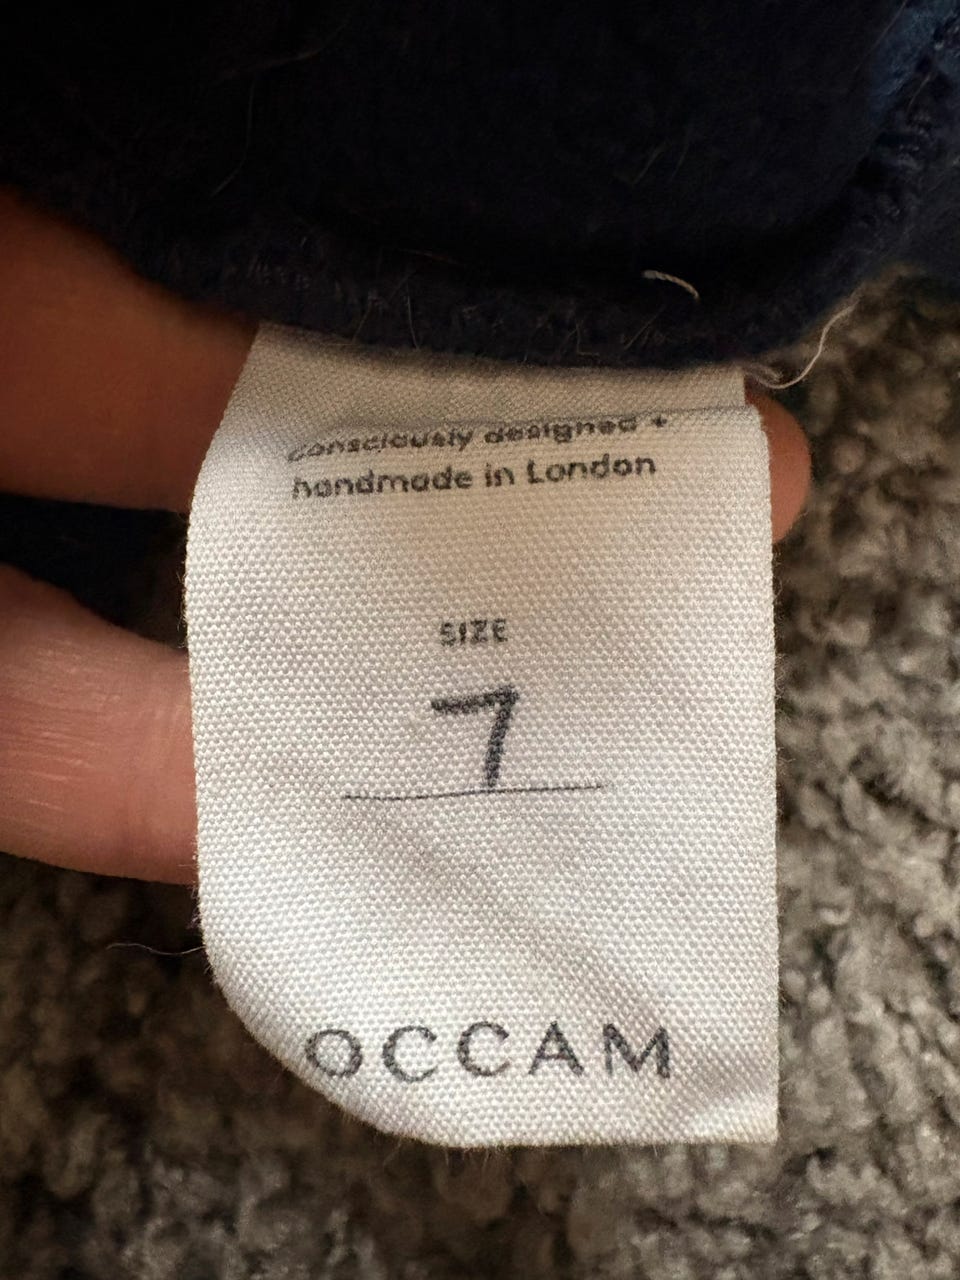 consciously designed +
handmade in London
SIZE
7
OCCAM